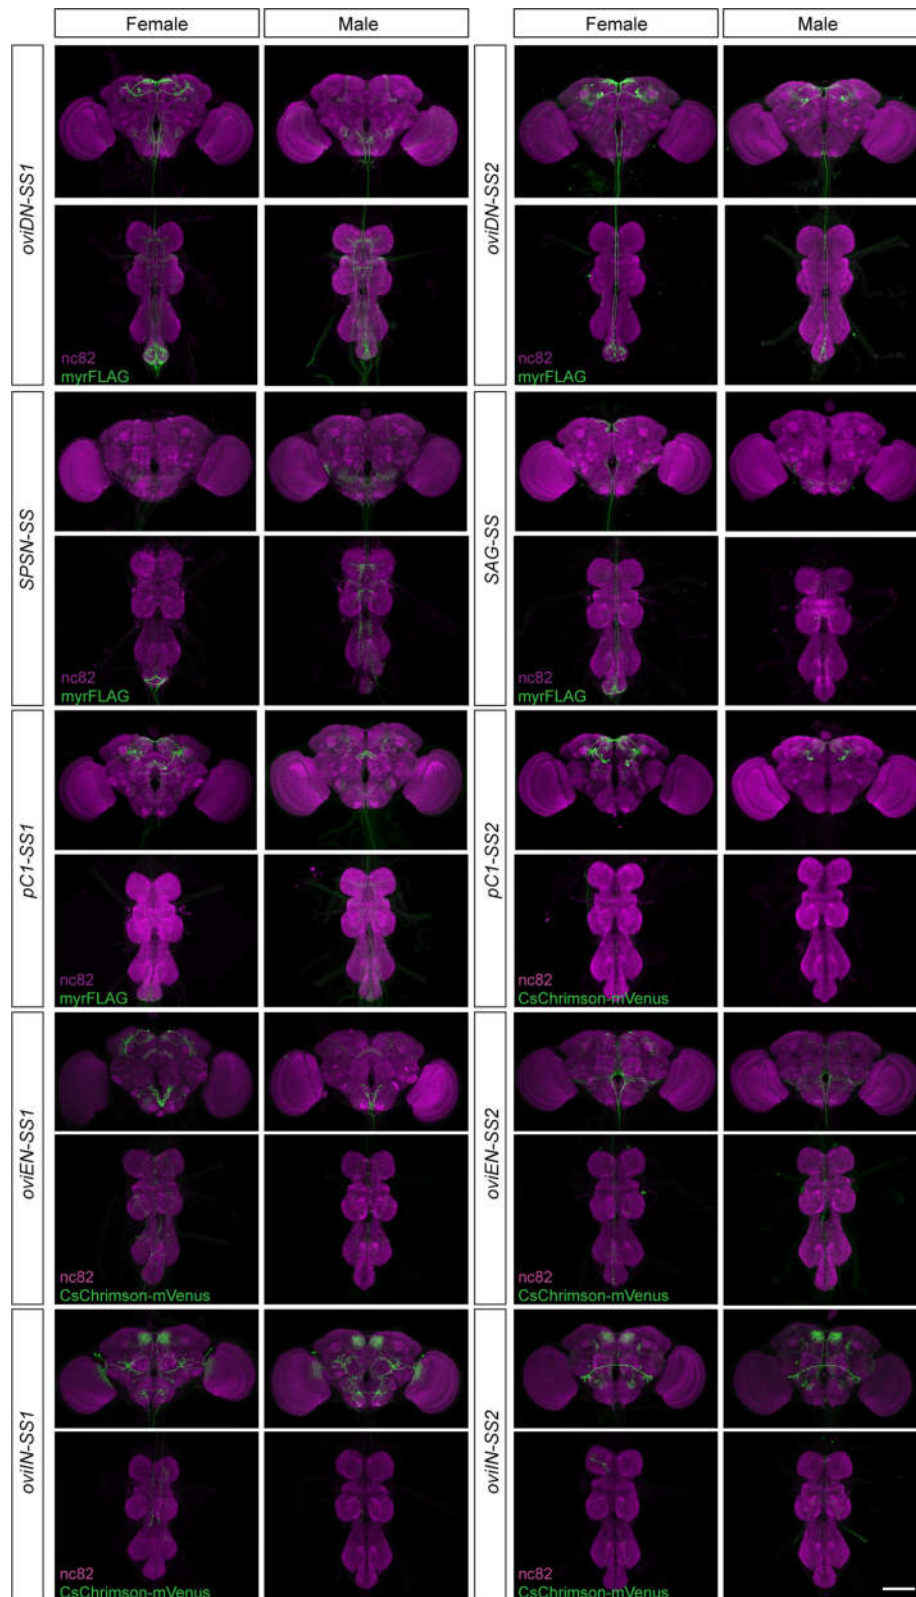 Female Male Female Male
oviDN-SS1
nc82
myrFLAG
oviDN-SS2
nc82
myrFLAG
SPSN-SS
nc82
myrFLAG
SAG-SS
nc82
myrFLAG
pC1-SS1
nc82
myrFLAG
pC1-SS2
nc82
CsChrimson-mVenus
oviEN-SS1
nc82
CsChrimson-mVenus
oviEN-SS2
nc82
CsChrimson-mVenus
oviIN-SS1
nc82
CsChrimson-mVenus
oviIN-SS2
nc82
CsChrimson-mVenus